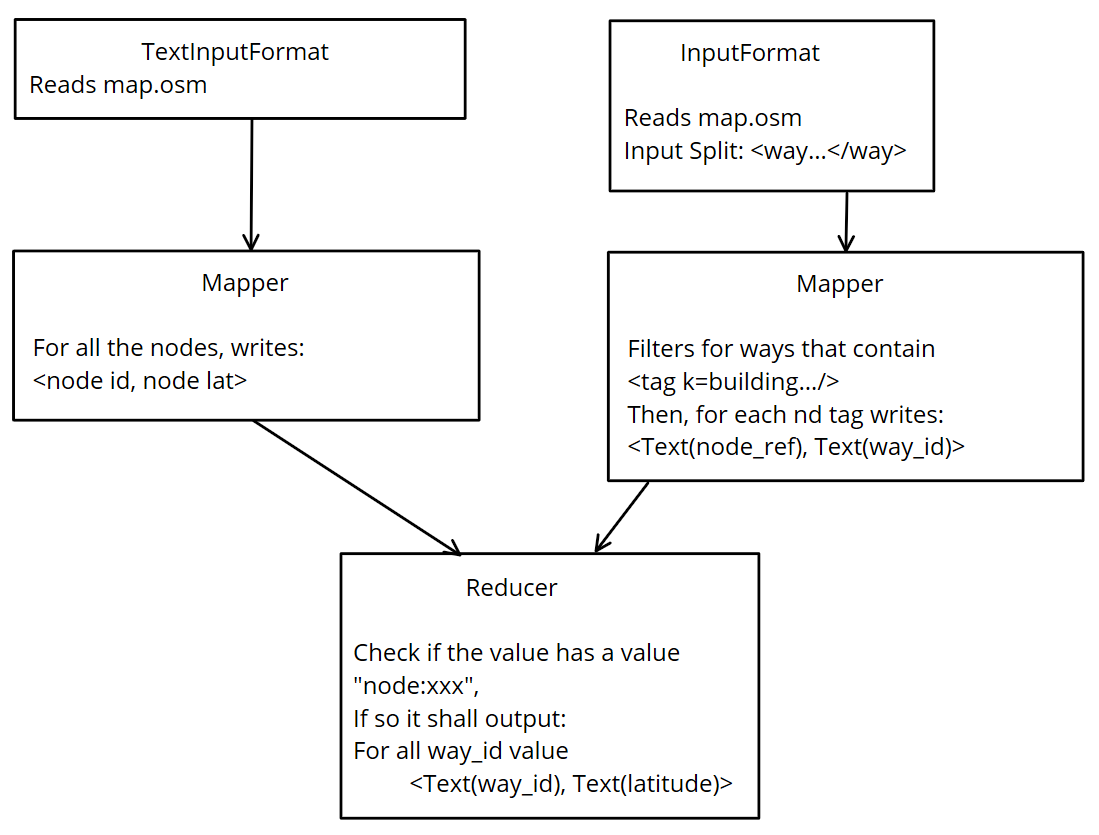 TextInputFormat
Reads map.osm
InputFormat
Reads map.osm
Input Split: <way...</way>
Mapper
For all the nodes, writes:
<node id, node lat>
Mapper
Filters for ways that contain
<tag k=building.../>
Then, for each nd tag writes:
<Text(node_ref), Text(way_id)>
Reducer
Check if the value has a value
"node:xxx",
If so it shall output:
For all way_id value
<Text(way_id), Text(latitude)>